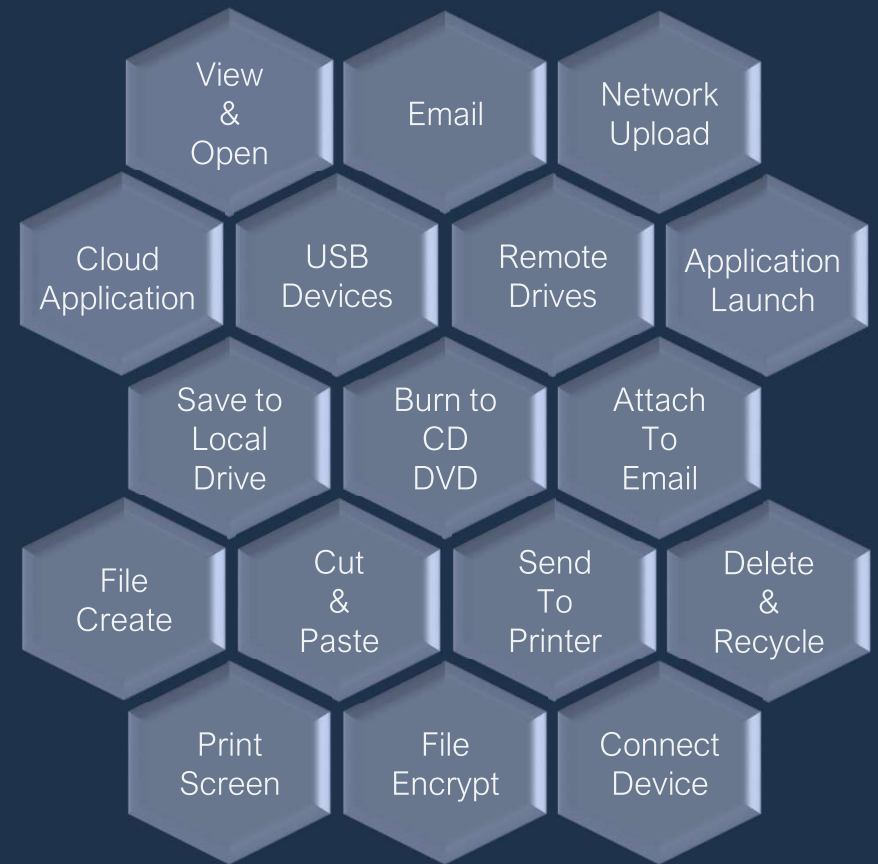 View
&
Open
Email
Network
Upload
Cloud
Application
USB
Devices
Remote
Drives
Application
Launch
Save to
Local
Drive
Burn to
CD
DVD
Attach
To
Email
File
Create
Cut
&
Paste
Send
To
Printer
Delete
&
Recycle
Print
Screen
File
Encrypt
Connect
Device